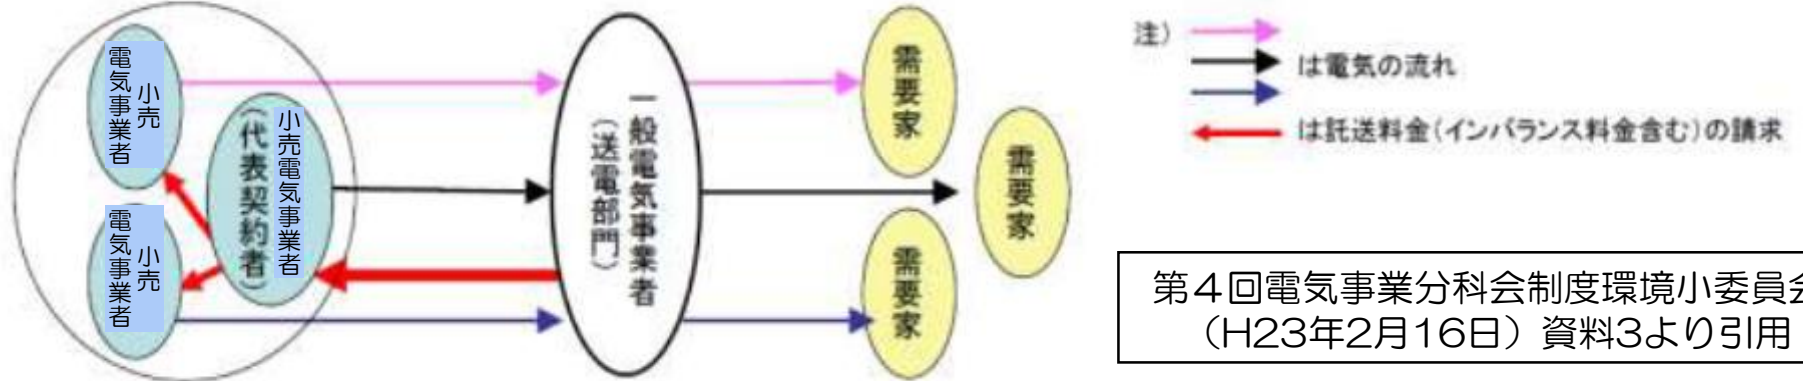 小売
電気事業者
小売電気事業者
(代表契約者)
小売
電気事業者
一般電気事業者
(送電部門)
需要家
需要家
需要家
注)
は電気の流れ
は託送料金(インバランス料金含む)の請求
第4回電気事業分科会制度環境小委員会
(H23年2月16日)資料3より引用